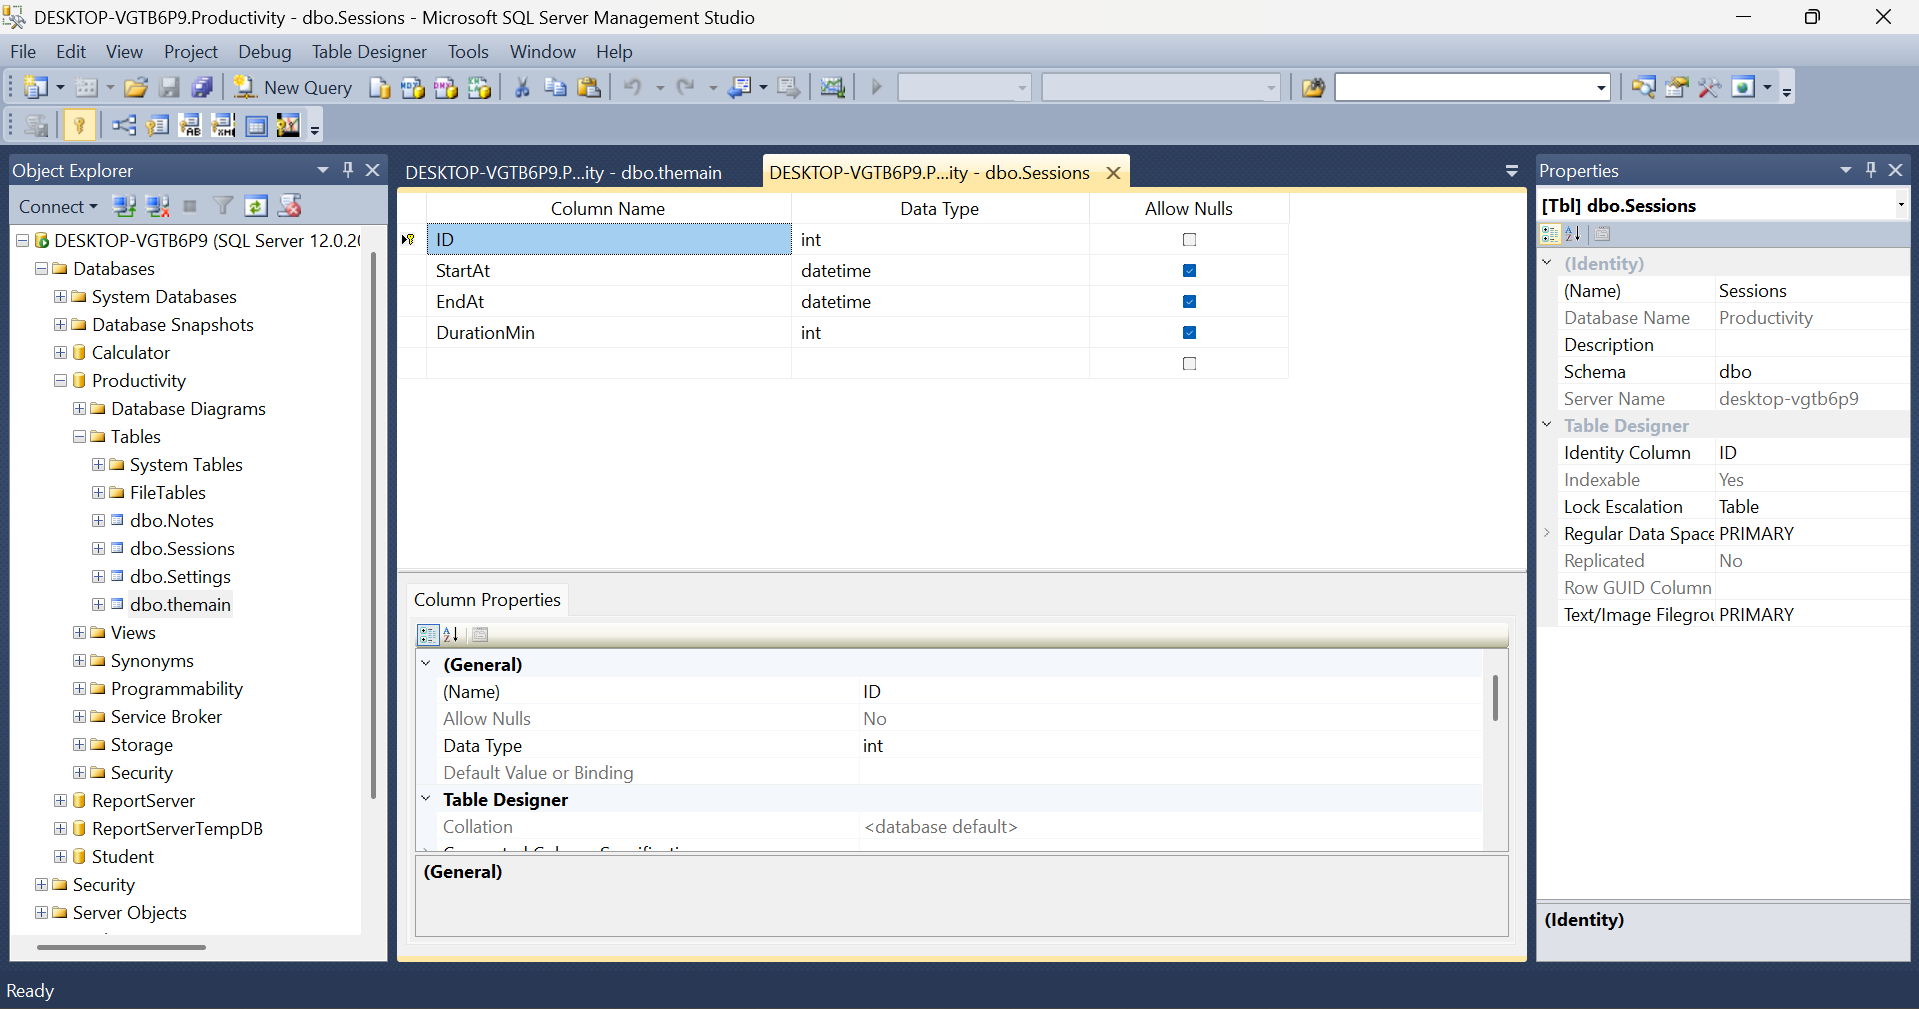 DESKTOP-VGTB6P9.Productivity - dbo.Sessions - Microsoft SQL Server Management Studio
File Edit View Project Debug Table Designer Tools Window Help
New Query
Object Explorer
Connect
DESKTOP-VGTB6P9 (SQL Server 12.0.20
Databases
System Databases
Database Snapshots
Calculator
Productivity
Database Diagrams
Tables
System Tables
FileTables
dbo.Notes
dbo.Sessions
dbo.Settings
dbo.themain
Views
Synonyms
Programmability
Service Broker
Storage
Security
ReportServer
ReportServerTempDB
Student
Security
Server Objects
DESKTOP-VGTB6P9.P...ity - dbo.themain
DESKTOP-VGTB6P9.P...ity - dbo.Sessions
Column Name Data Type Allow Nulls
ID int
StartAt datetime
EndAt datetime
DurationMin int
Column Properties
(General)
(Name) ID
Allow Nulls No
Data Type int
Default Value or Binding
Table Designer
Collation <database default>
(General)
Properties
[Tbl] dbo.Sessions
(Identity)
(Name) Sessions
Database Name Productivity
Description
Schema dbo
Server Name desktop-vgtb6p9
Table Designer
Identity Column ID
Indexable Yes
Lock Escalation Table
Regular Data Space PRIMARY
Replicated No
Row GUID Column
Text/Image Filegrou PRIMARY
(Identity)
Ready